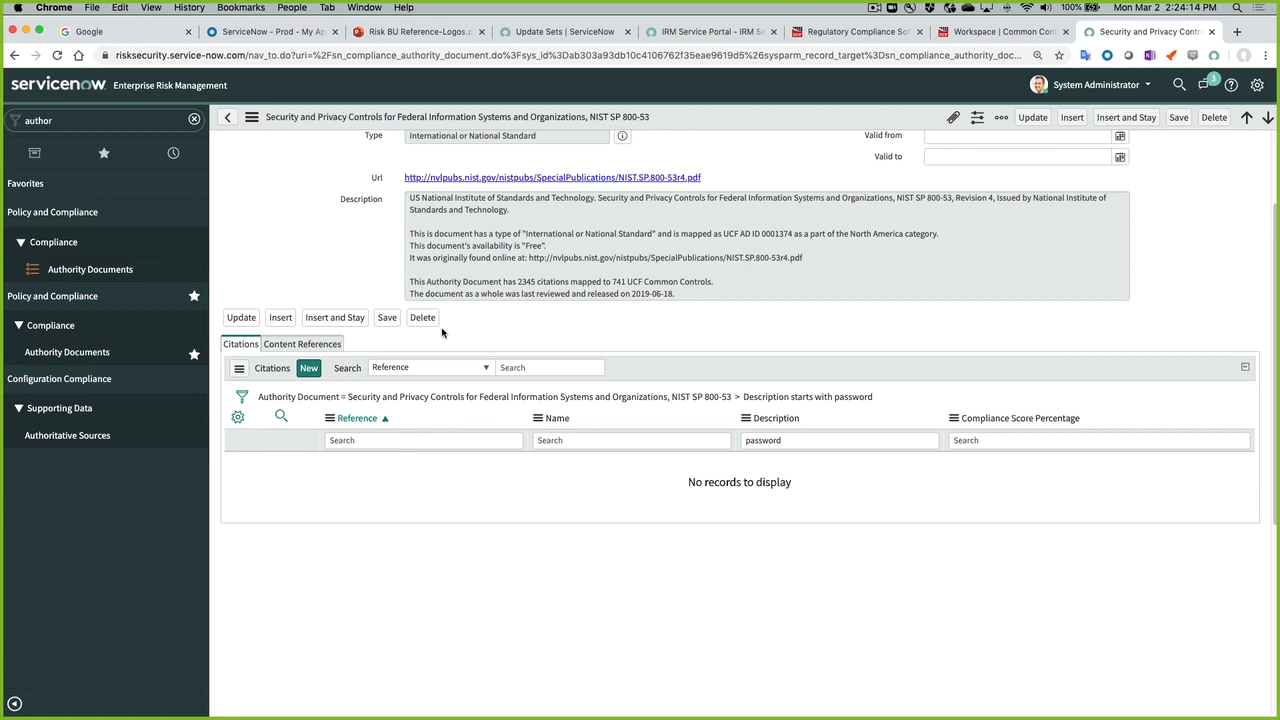 Chrome File Edit View History Bookmarks People Tab Window Help 100% Mon Mar 2 2:24:14 PM
Google ServiceNow - Prod - My Ap Risk BU Reference-Logos.p Update Sets | ServiceNow IRM Service Portal - IRM Se Regulatory Compliance Sof Workspace | Common Cont Security and Privacy Contr
risksecurity.service-now.com/nav_to.do?uri=%2Fsn_compliance_authority_document.do%3Fsys_id%3Dab303a93db10c4106762f35eae9619d5%26sysparm_record_target%3Dsn_compliance_authority_doc...
servicenow Enterprise Risk Management System Administrator 3
author
Security and Privacy Controls for Federal Information Systems and Organizations, NIST SP 800-53 Update Insert Insert and Stay Save Delete
Type International or National Standard Valid from
Valid to
Url http://nvlpubs.nist.gov/nistpubs/SpecialPublications/NIST.SP.800-53r4.pdf
Description US National Institute of Standards and Technology. Security and Privacy Controls for Federal Information Systems and Organizations, NIST SP 800-53, Revision 4, Issued by National Institute of
Standards and Technology.
This is document has a type of "International or National Standard" and is mapped as UCF AD ID 0001374 as a part of the North America category.
This document's availability is "Free".
It was originally found online at: http://nvlpubs.nist.gov/nistpubs/SpecialPublications/NIST.SP.800-53r4.pdf
This Authority Document has 2345 citations mapped to 741 UCF Common Controls.
The document as a whole was last reviewed and released on 2019-06-18.
Favorites
Policy and Compliance
Compliance
Authority Documents
Policy and Compliance
Compliance
Authority Documents
Configuration Compliance
Supporting Data
Authoritative Sources
Update Insert Insert and Stay Save Delete
Citations Content References
Citations New Search Reference Search
Authority Document = Security and Privacy Controls for Federal Information Systems and Organizations, NIST SP 800-53 > Description starts with password
Reference Name Description Compliance Score Percentage
Search Search password Search
No records to display